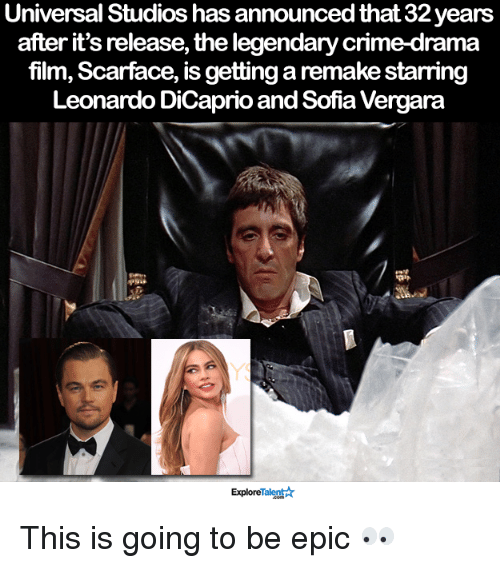 Universal Studios has announced that 32 years
after it's release, the legendary crime-drama
film, Scarface, is getting a remake starring
Leonardo DiCaprio and Sofia Vergara
ExploreTalent
.com
This is going to be epic 👀